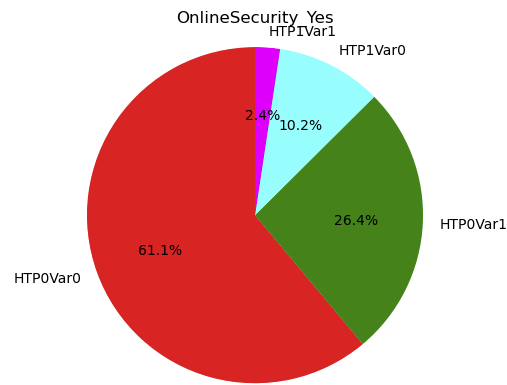 OnlineSecurity_Yes
HTP1Var1
HTP1Var0
2.4%
10.2%
26.4%
HTP0Var1
61.1%
HTP0Var0